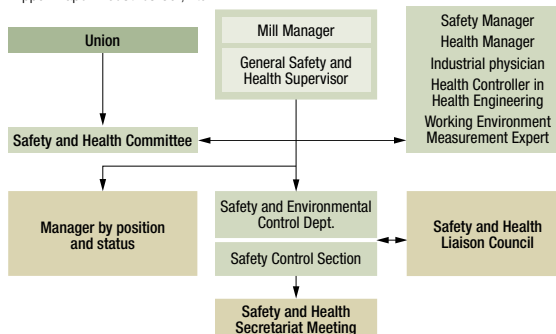 Union
Mill Manager
General Safety and
Health Supervisor
Safety Manager
Health Manager
Industrial physician
Health Controller in
Health Engineering
Working Environment
Measurement Expert
Safety and Health Committee
Manager by position
and status
Safety and Environmental
Control Dept.
Safety Control Section
Safety and Health
Liaison Council
Safety and Health
Secretariat Meeting